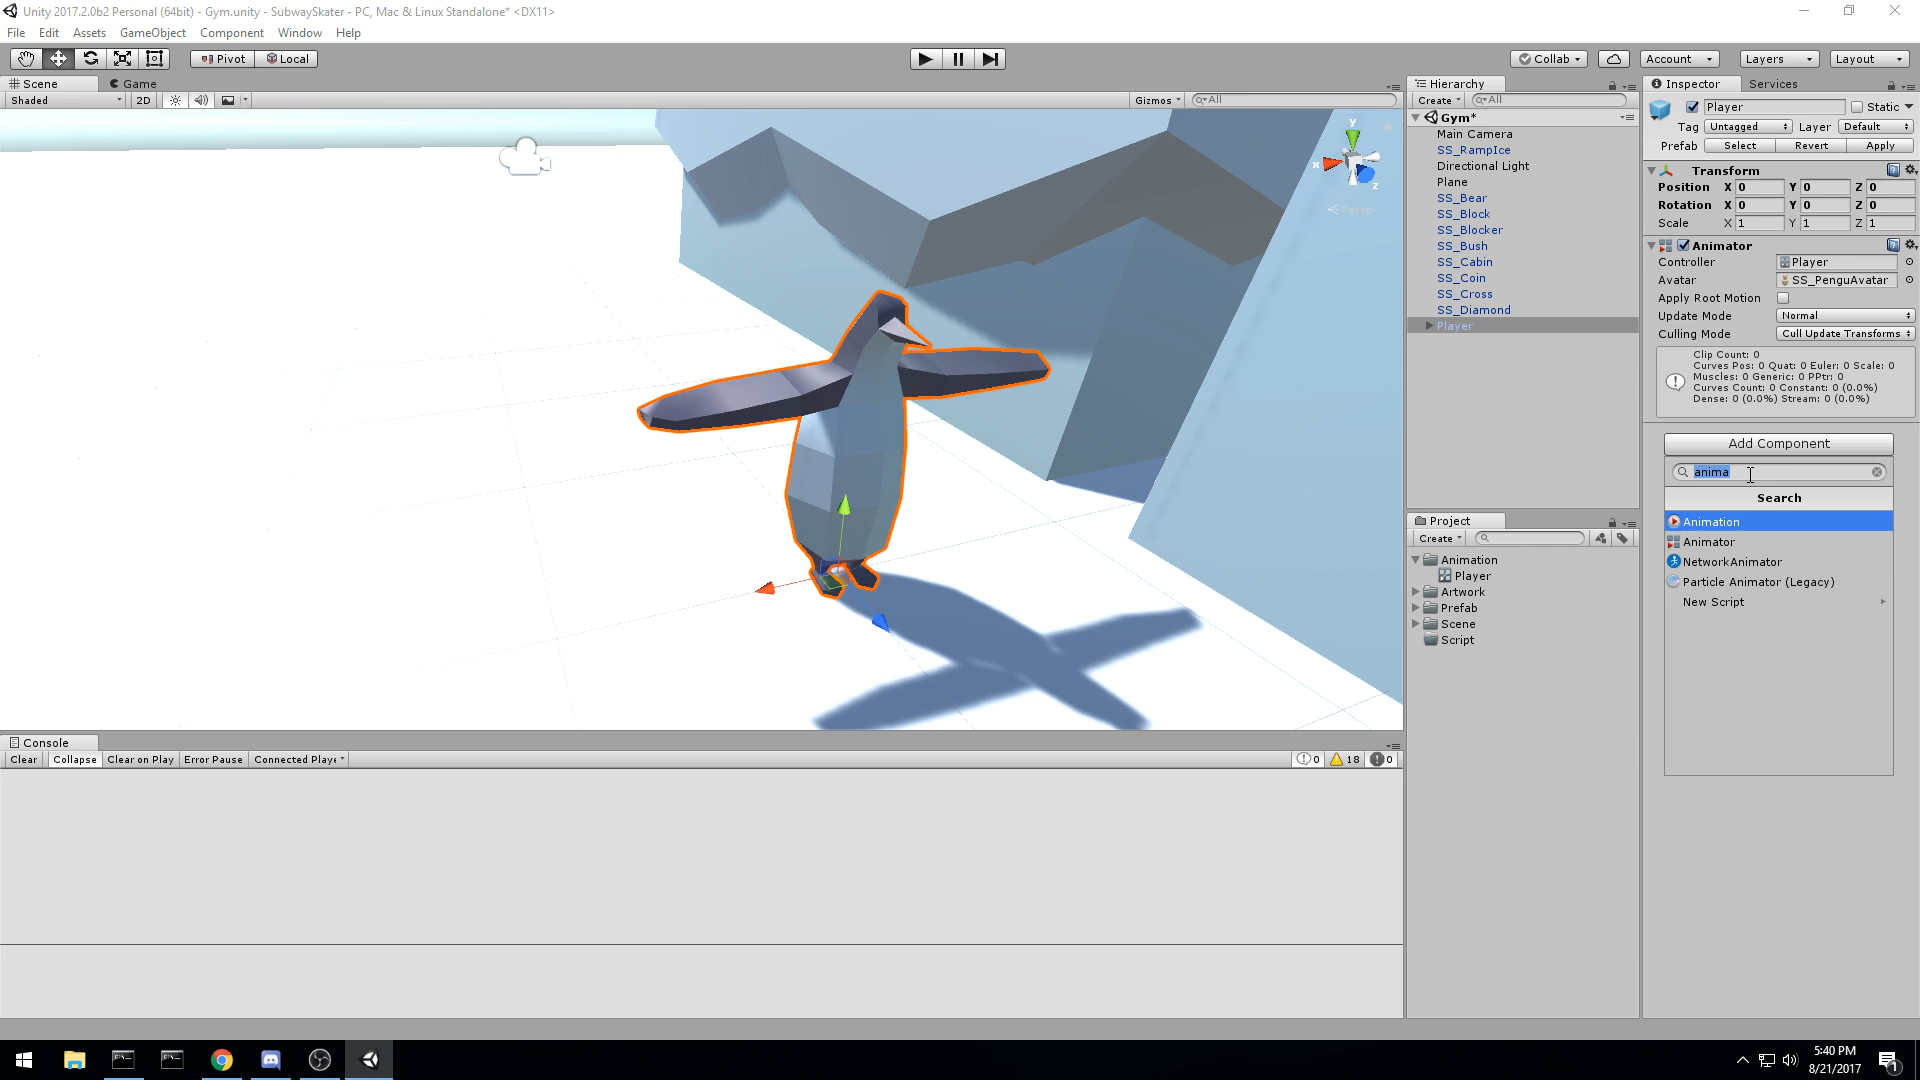 Unity 2017.2.0b2 Personal (64bit) - Gym.unity - SubwaySkater - PC, Mac & Linux Standalone* <DX11>
File Edit Assets GameObject Component Window Help
Pivot Local Collab Account Layers Layout
Scene Game
Shaded 2D Gizmos All
y
x
z
Persp
Hierarchy
Create All
Gym*
Main Camera
SS_RampIce
Directional Light
Plane
SS_Bear
SS_Block
SS_Blocker
SS_Bush
SS_Cabin
SS_Coin
SS_Cross
SS_Diamond
Player
Project
Create
Animation
Player
Artwork
Prefab
Scene
Script
Inspector Services
Player Static
Tag Untagged Layer Default
Prefab Select Revert Apply
Transform
Position X 0 Y 0 Z 0
Rotation X 0 Y 0 Z 0
Scale X 1 Y 1 Z 1
Animator
Controller Player
Avatar SS_PenguAvatar
Apply Root Motion
Update Mode Normal
Culling Mode Cull Update Transforms
Clip Count: 0
Curves Pos: 0 Quat: 0 Euler: 0 Scale: 0
Muscles: 0 Generic: 0 PPtr: 0
Curves Count: 0 Constant: 0 (0.0%)
Dense: 0 (0.0%) Stream: 0 (0.0%)
Add Component
anima
Search
Animation
Animator
NetworkAnimator
Particle Animator (Legacy)
New Script
Console
Clear Collapse Clear on Play Error Pause Connected Playe 0 18 0
5:40 PM
8/21/2017
1